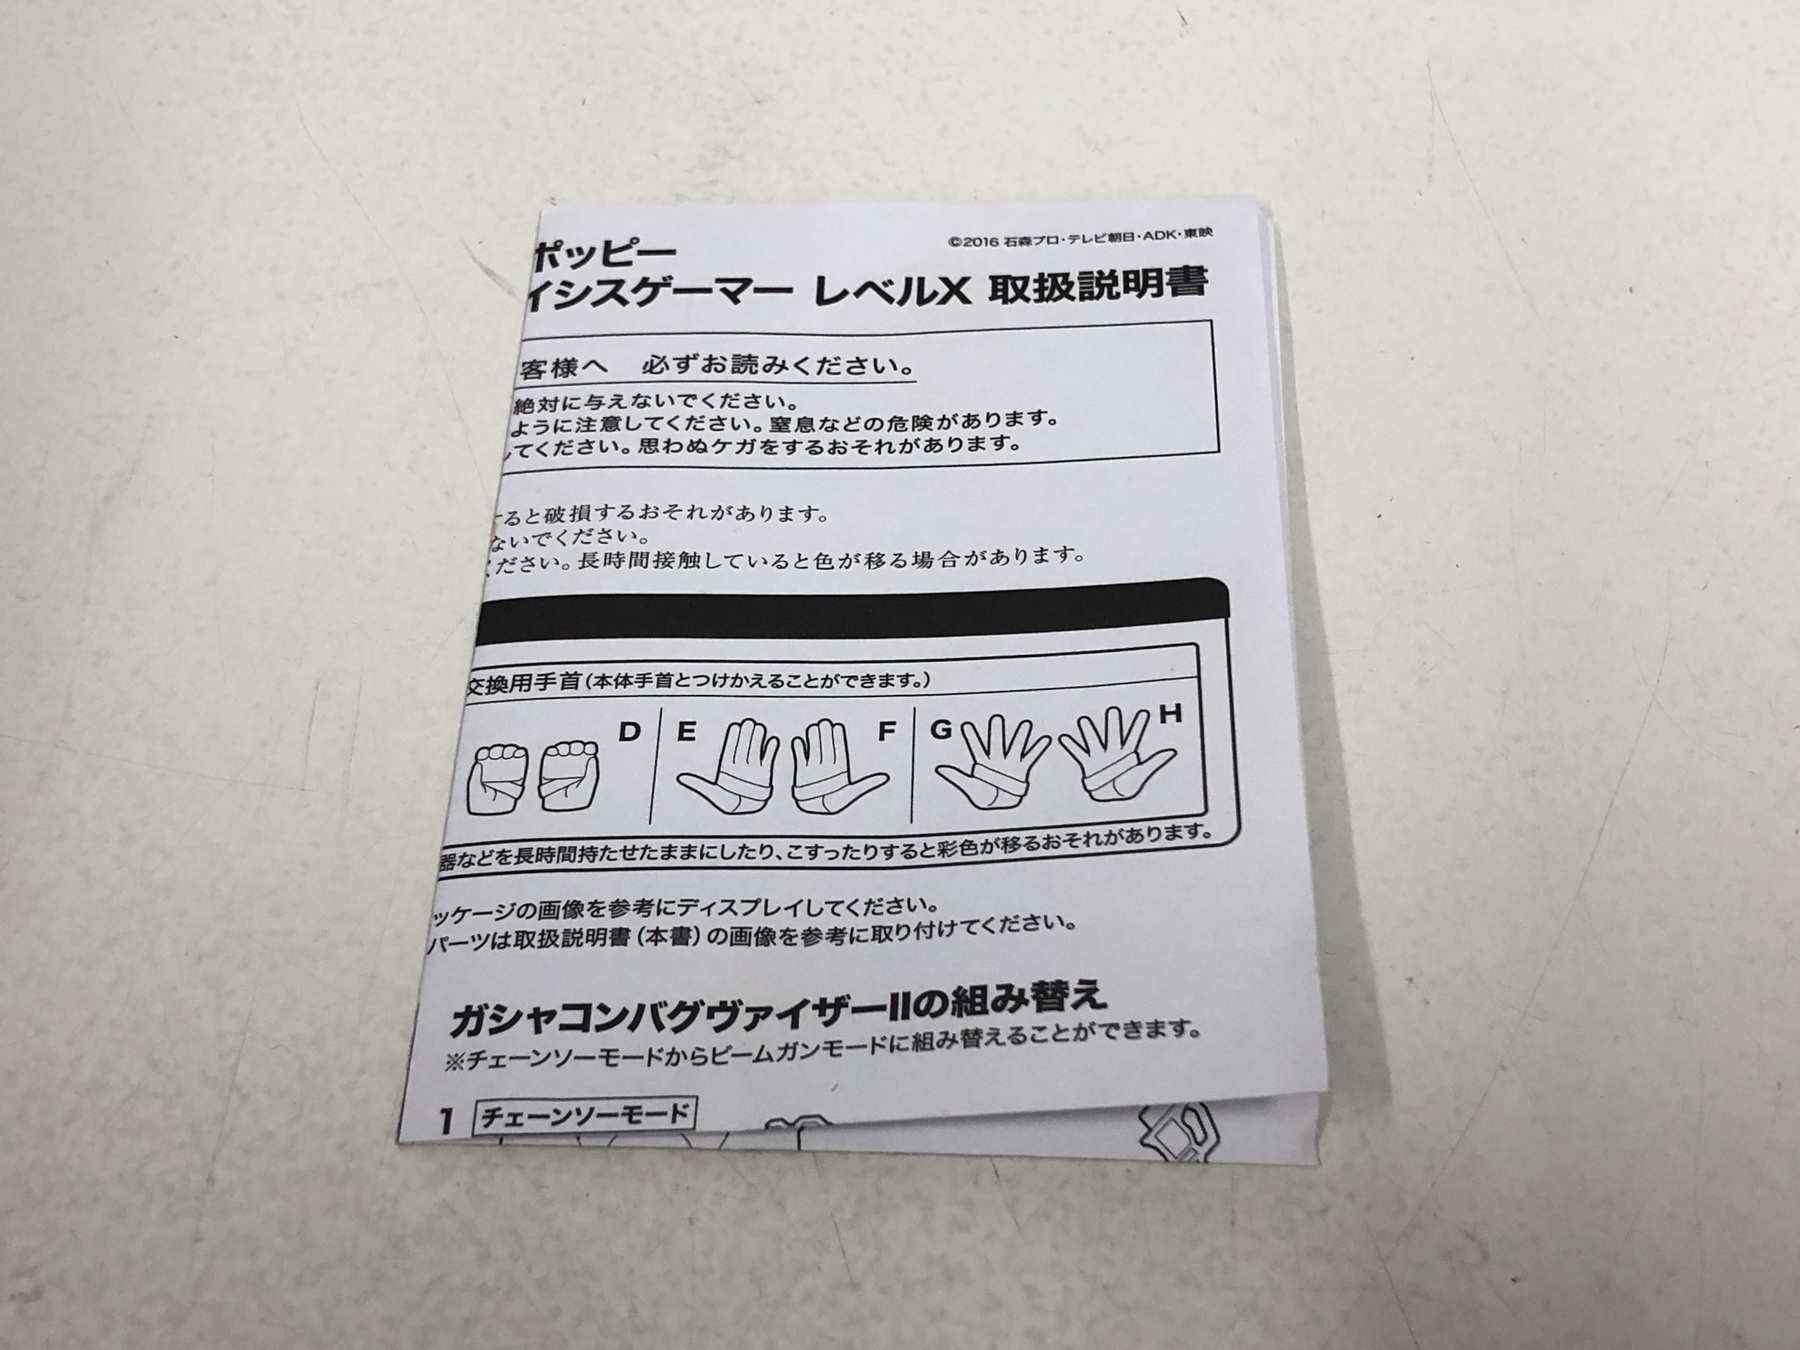 ポッピー
©2016 石森プロ・テレビ朝日・ADK・東映
ィシスゲーマー レベルX 取扱説明書
客様へ 必ずお読みください。
絶対に与えないでください。
ように注意してください。窒息などの危険があります。
してください。思わぬケガをするおそれがあります。
すると破損するおそれがあります。
ないでください。
ください。長時間接触していると色が移る場合があります。
交換用手首(本体手首とつけかえることができます。)
D E F G H
器などを長時間持たせたままにしたり、こすったりすると彩色が移るおそれがあります。
ッケージの画像を参考にディスプレイしてください。
パーツは取扱説明書(本書)の画像を参考に取り付けてください。
ガシャコンバグヴァイザーIIの組み替え
※チェーンソーモードからビームガンモードに組み替えることができます。
1 チェーンソーモード